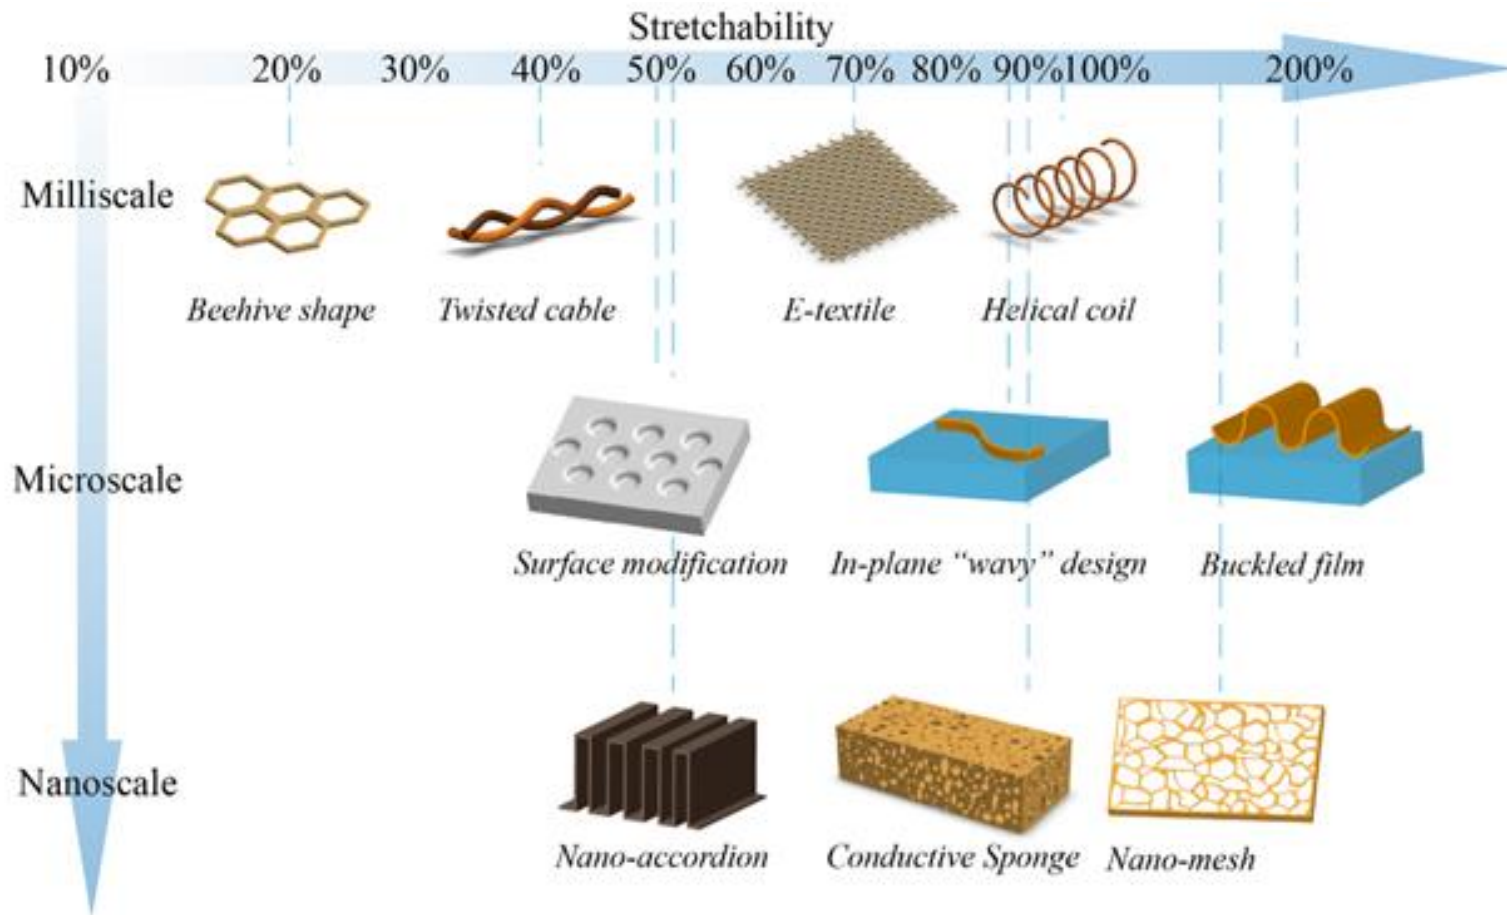 Stretchability
10% 20% 30% 40% 50% 60% 70% 80% 90% 100% 200%
Milliscale
Beehive shape Twisted cable E-textile Helical coil
Microscale
Surface modification In-plane “wavy” design Buckled film
Nanoscale
Nano-accordion Conductive Sponge Nano-mesh